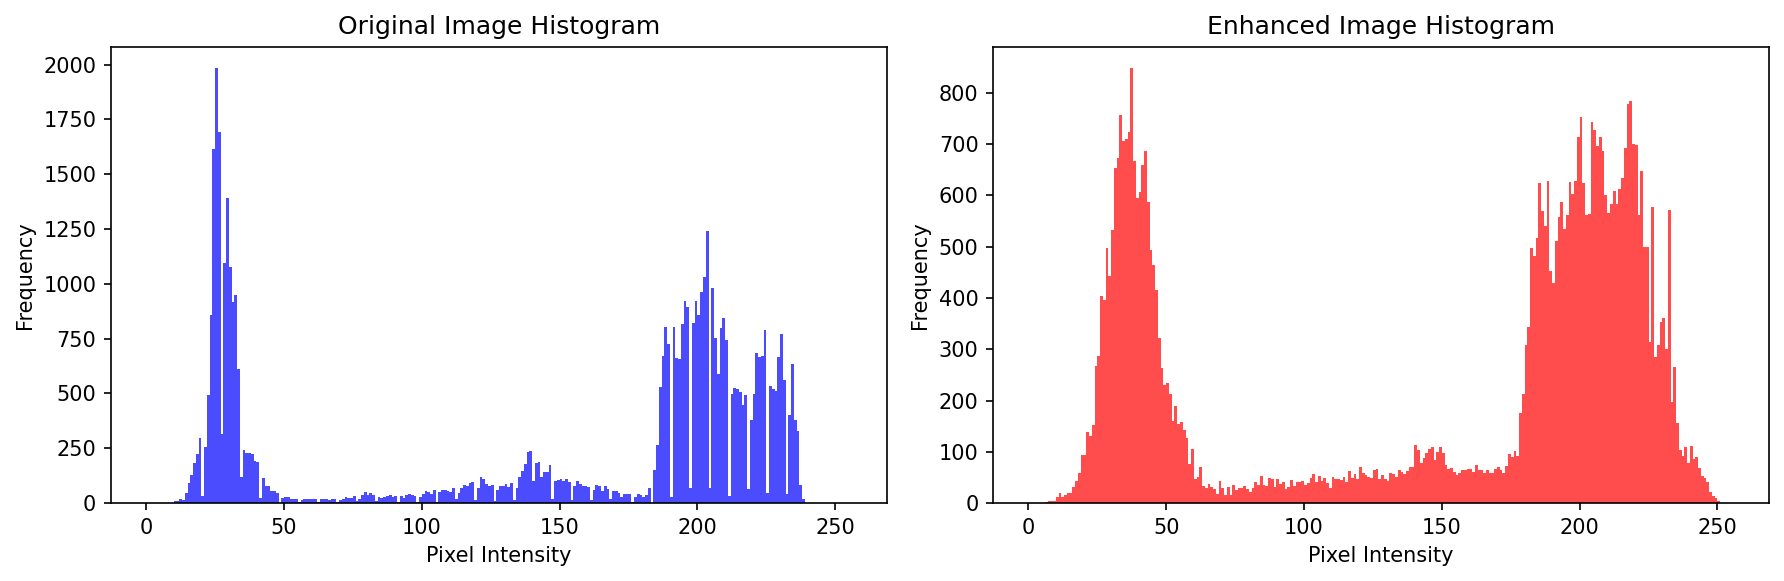 Original Image Histogram
Frequency
2000
1750
1500
1250
1000
750
500
250
0
0 50 100 150 200 250
Pixel Intensity
Enhanced Image Histogram
Frequency
800
700
600
500
400
300
200
100
0
0 50 100 150 200 250
Pixel Intensity